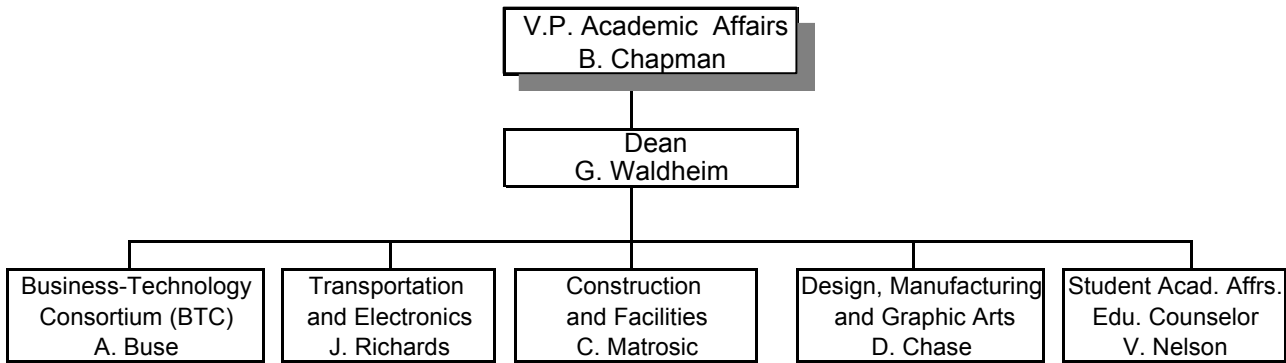 V.P. Academic Affairs
B. Chapman
Dean
G. Waldheim
Business-Technology
Consortium (BTC)
A. Buse
Transportation
and Electronics
J. Richards
Construction
and Facilities
C. Matrosic
Design, Manufacturing
and Graphic Arts
D. Chase
Student Acad. Affrs.
Edu. Counselor
V. Nelson